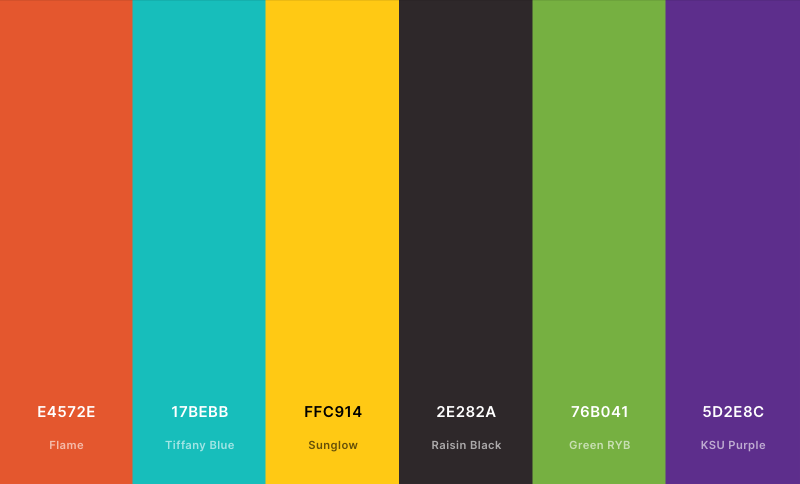 E4572E 17BEBB FFC914 2E282A 76B041 5D2E8C
Flame Tiffany Blue Sunglow Raisin Black Green RYB KSU Purple